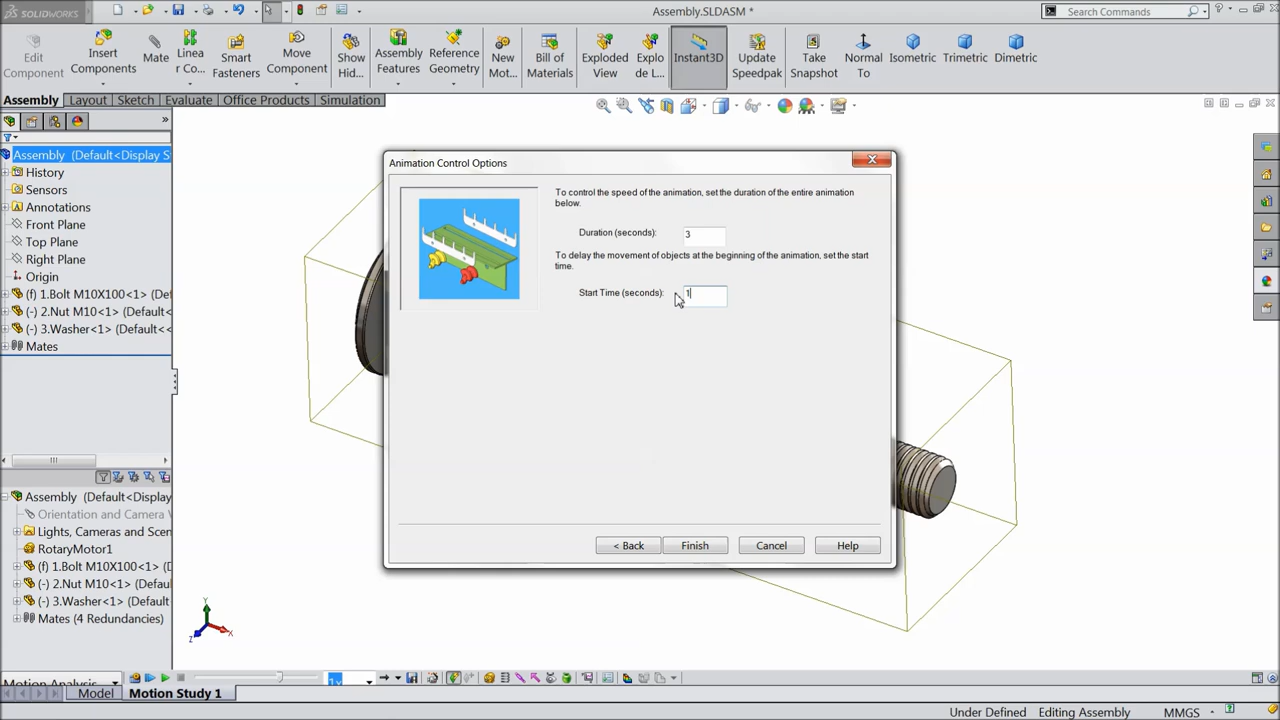 SOLIDWORKS
Assembly.SLDASM *
Search Commands
Edit Component
Insert Components
Mate
Linea r Co...
Smart Fasteners
Move Component
Show Hid...
Assembly Features
Reference Geometry
New Mot...
Bill of Materials
Exploded View
Explo de L...
Instant3D
Update Speedpak
Take Snapshot
Normal To
Isometric
Trimetric
Dimetric
Assembly Layout Sketch Evaluate Office Products Simulation
Assembly (Default<Display S
History
Sensors
Annotations
Front Plane
Top Plane
Right Plane
Origin
(f) 1.Bolt M10X100<1> (Def
(-) 2.Nut M10<1> (Default<
(-) 3.Washer<1> (Default<<
Mates
Animation Control Options
To control the speed of the animation, set the duration of the entire animation
below.
Duration (seconds): 3
To delay the movement of objects at the beginning of the animation, set the start
time.
Start Time (seconds): 1
< Back Finish Cancel Help
Assembly (Default<Display
Orientation and Camera V
Lights, Cameras and Scen
RotaryMotor1
(f) 1.Bolt M10X100<1> (De
(-) 2.Nut M10<1> (Default
(-) 3.Washer<1> (Default
Mates (4 Redundancies)
Y
X
Z
Motion Analysis
Model Motion Study 1
Under Defined Editing Assembly MMGS